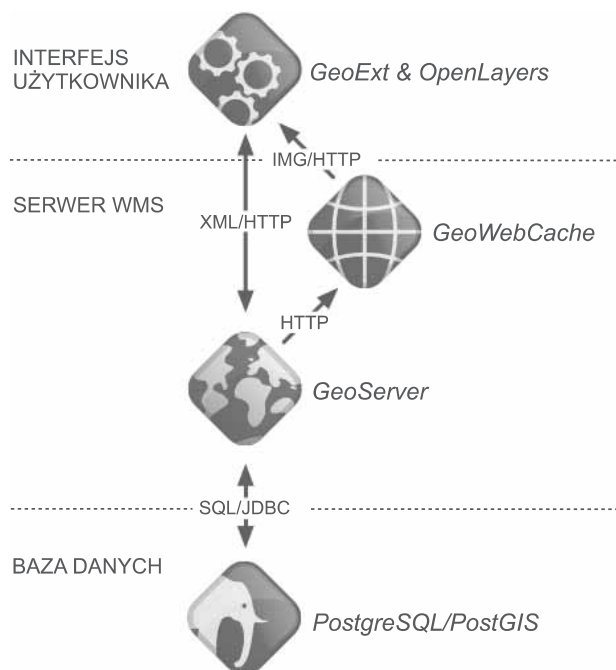 INTERFEJS
UŻYTKOWNIKA
GeoExt & OpenLayers
IMG/HTTP
SERWER WMS
XML/HTTP
GeoWebCache
HTTP
GeoServer
SQL/JDBC
BAZA DANYCH
PostgreSQL/PostGIS